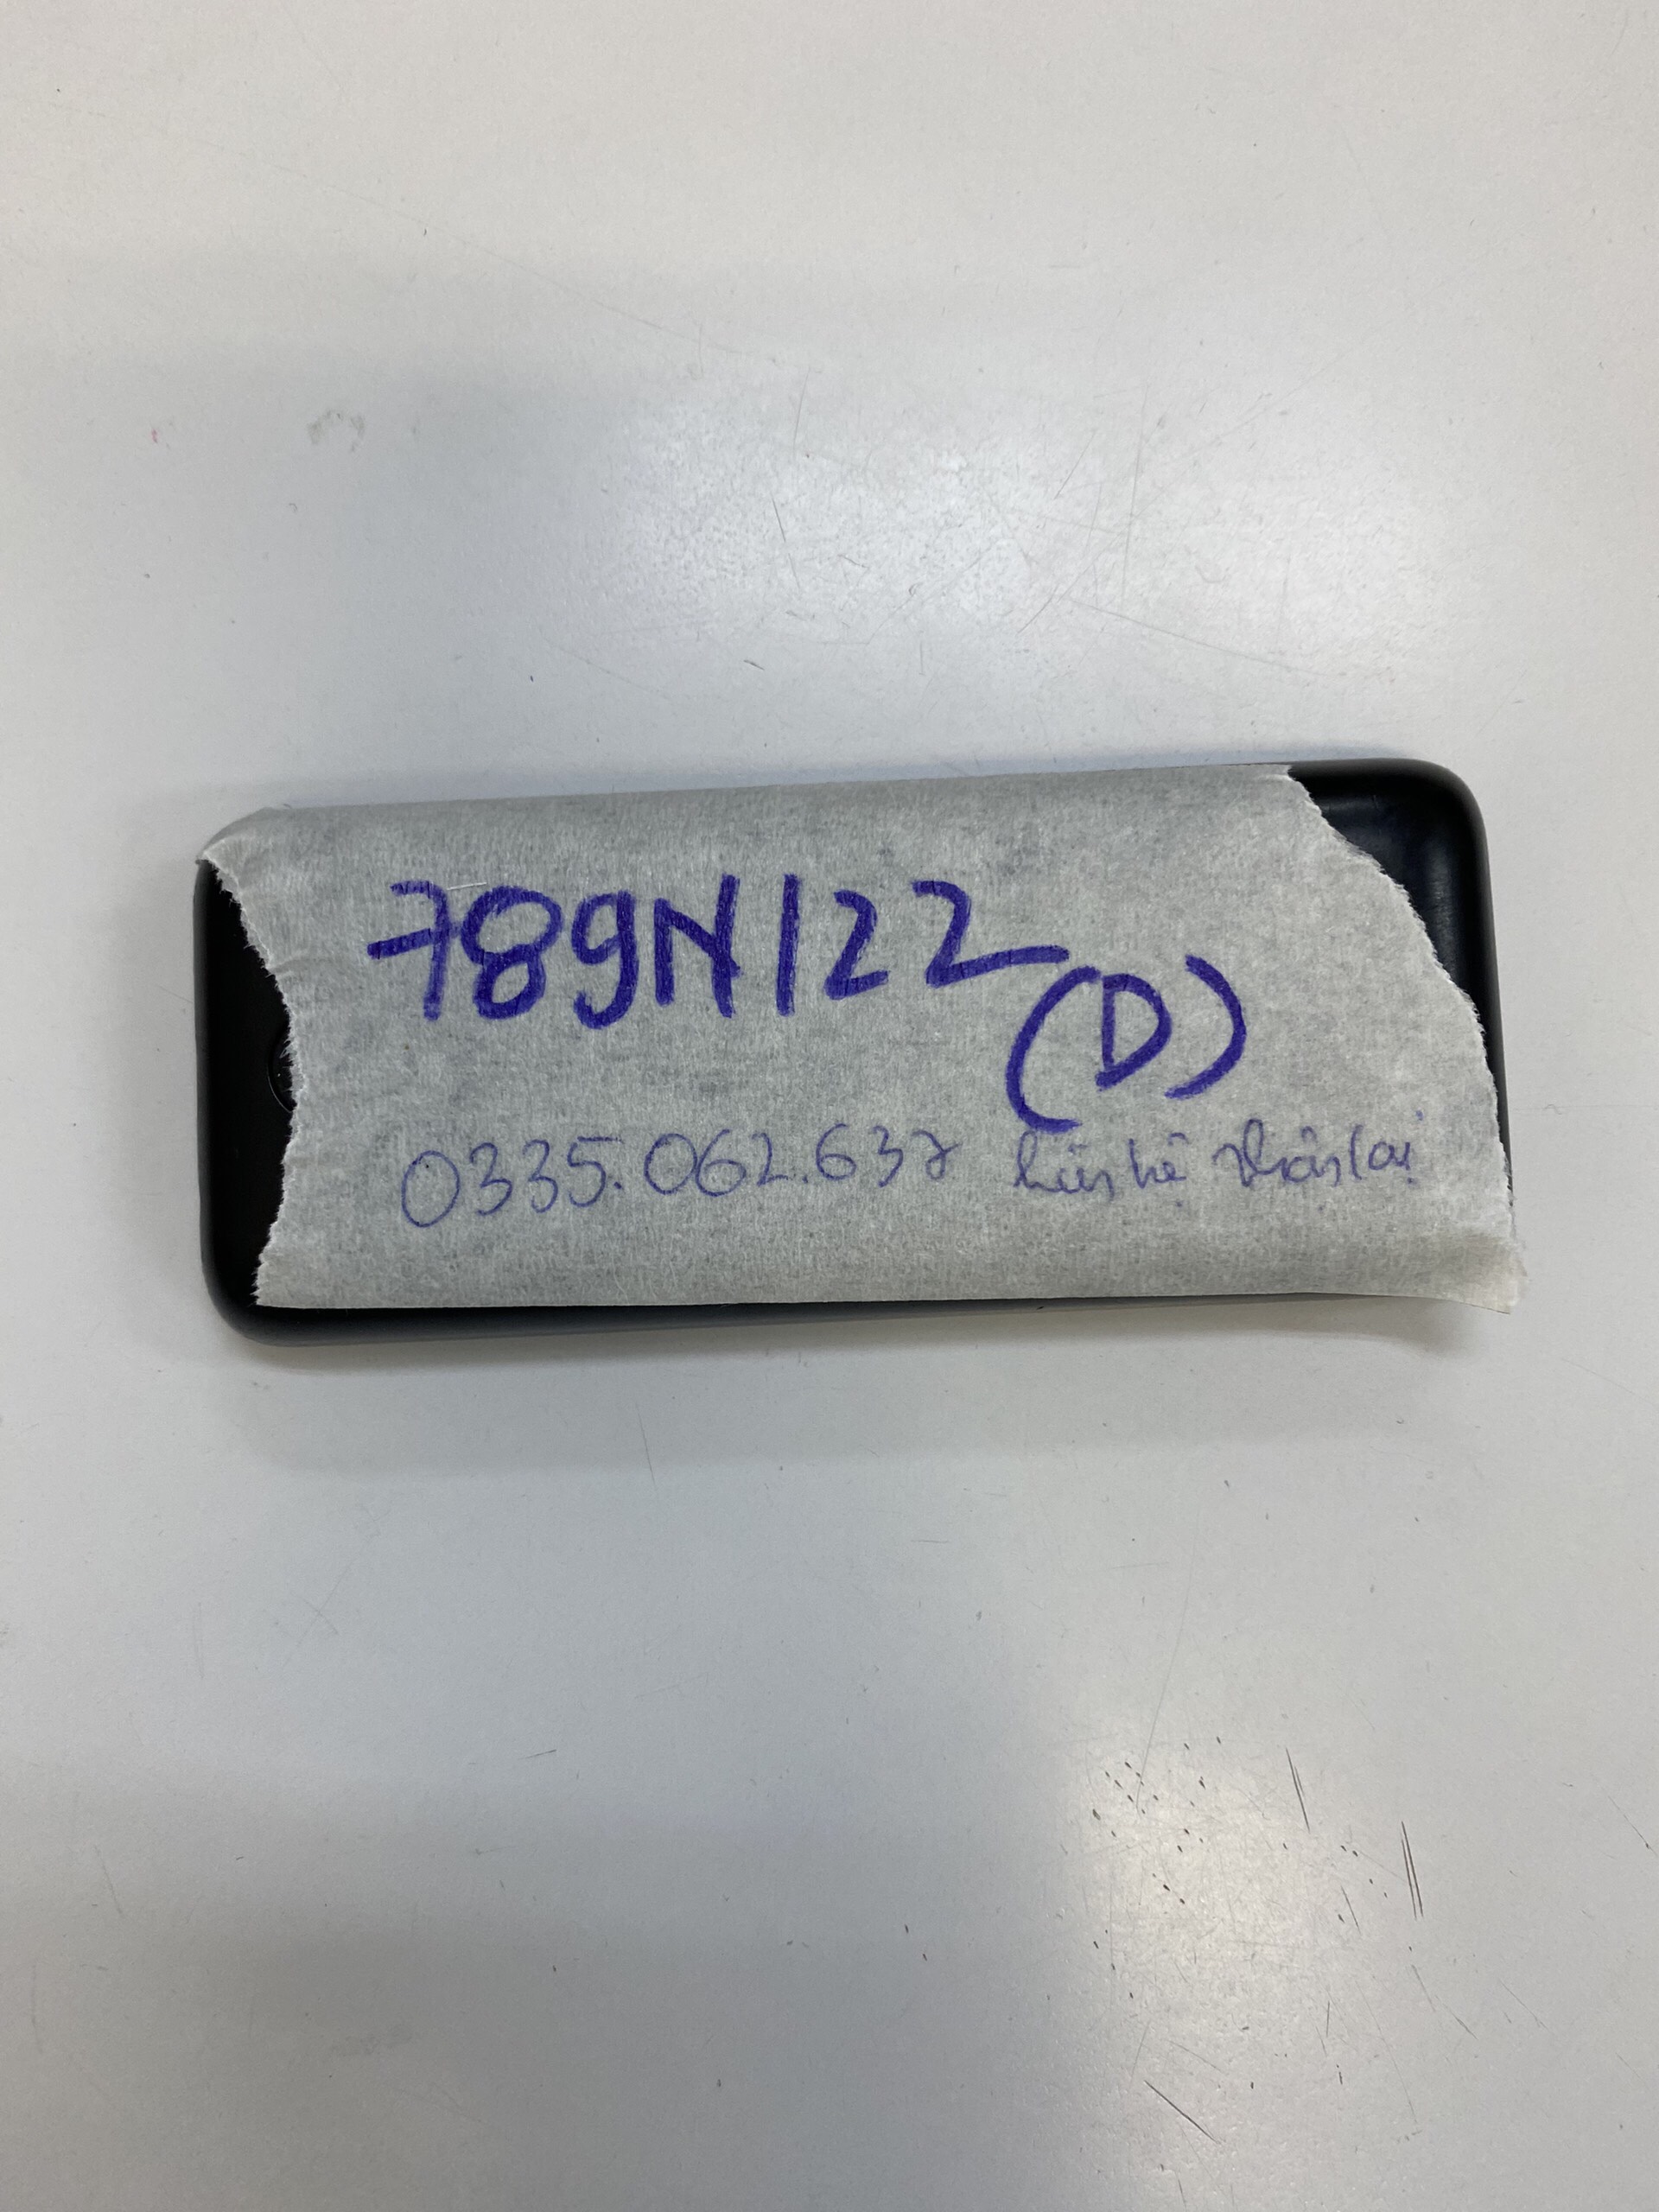 789N122
(D)
0335.062.637 liên hệ nhận lại